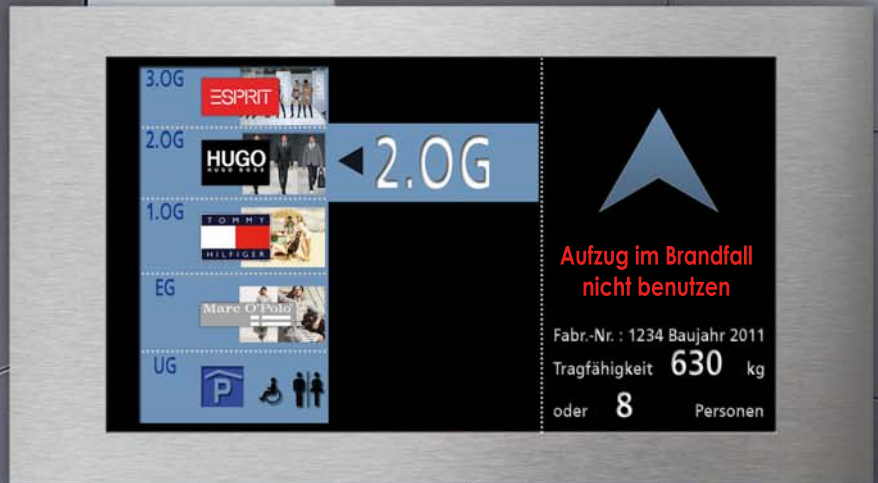 3.OG
ESPRIT
2.OG
HUGO
HUGO BOSS
2.OG
1.OG
TOMMY
HILFIGER
EG
Marc O'Polo
UG
P
Aufzug im Brandfall
nicht benutzen
Fabr.-Nr. : 1234 Baujahr 2011
Tragfähigkeit 630 kg
oder 8 Personen